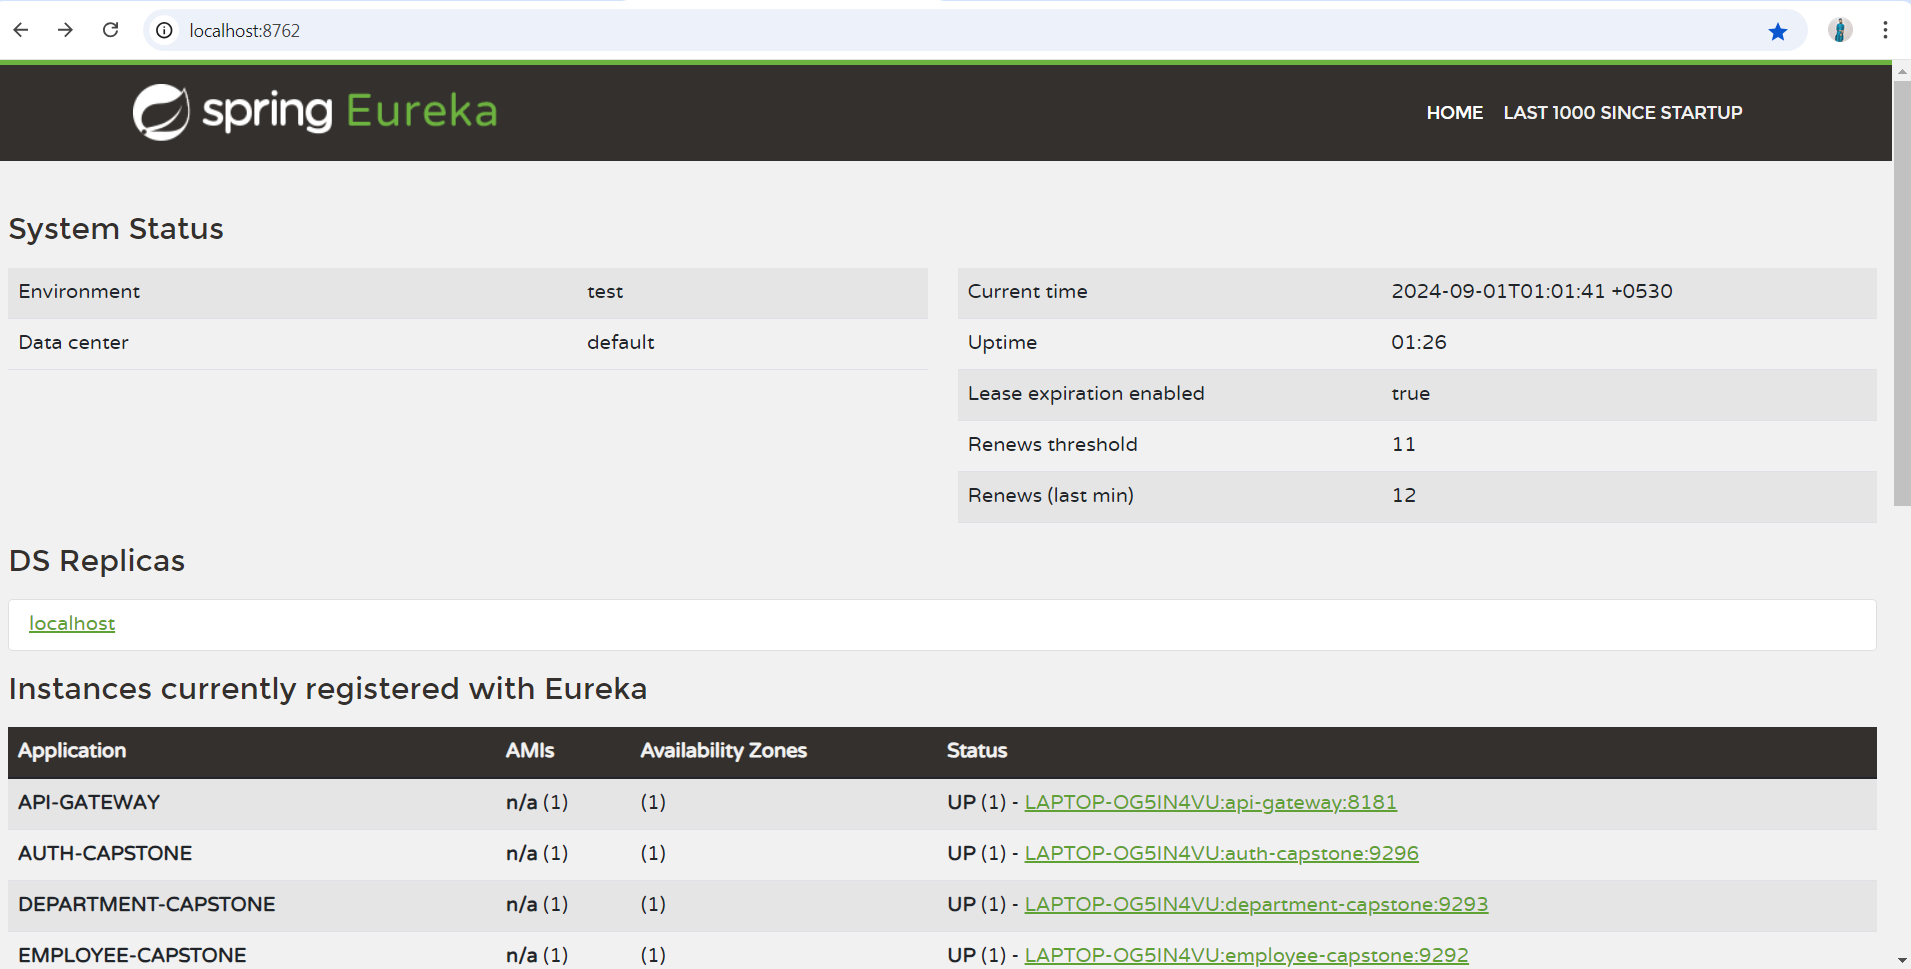 localhost:8762
spring Eureka
HOME LAST 1000 SINCE STARTUP
System Status
Environment test
Data center default
Current time 2024-09-01T01:01:41 +0530
Uptime 01:26
Lease expiration enabled true
Renews threshold 11
Renews (last min) 12
DS Replicas
localhost
Instances currently registered with Eureka
Application AMIs Availability Zones Status
API-GATEWAY n/a (1) (1) UP (1) - LAPTOP-OG5IN4VU:api-gateway:8181
AUTH-CAPSTONE n/a (1) (1) UP (1) - LAPTOP-OG5IN4VU:auth-capstone:9296
DEPARTMENT-CAPSTONE n/a (1) (1) UP (1) - LAPTOP-OG5IN4VU:department-capstone:9293
EMPLOYEE-CAPSTONE n/a (1) (1) UP (1) - LAPTOP-OG5IN4VU:employee-capstone:9292